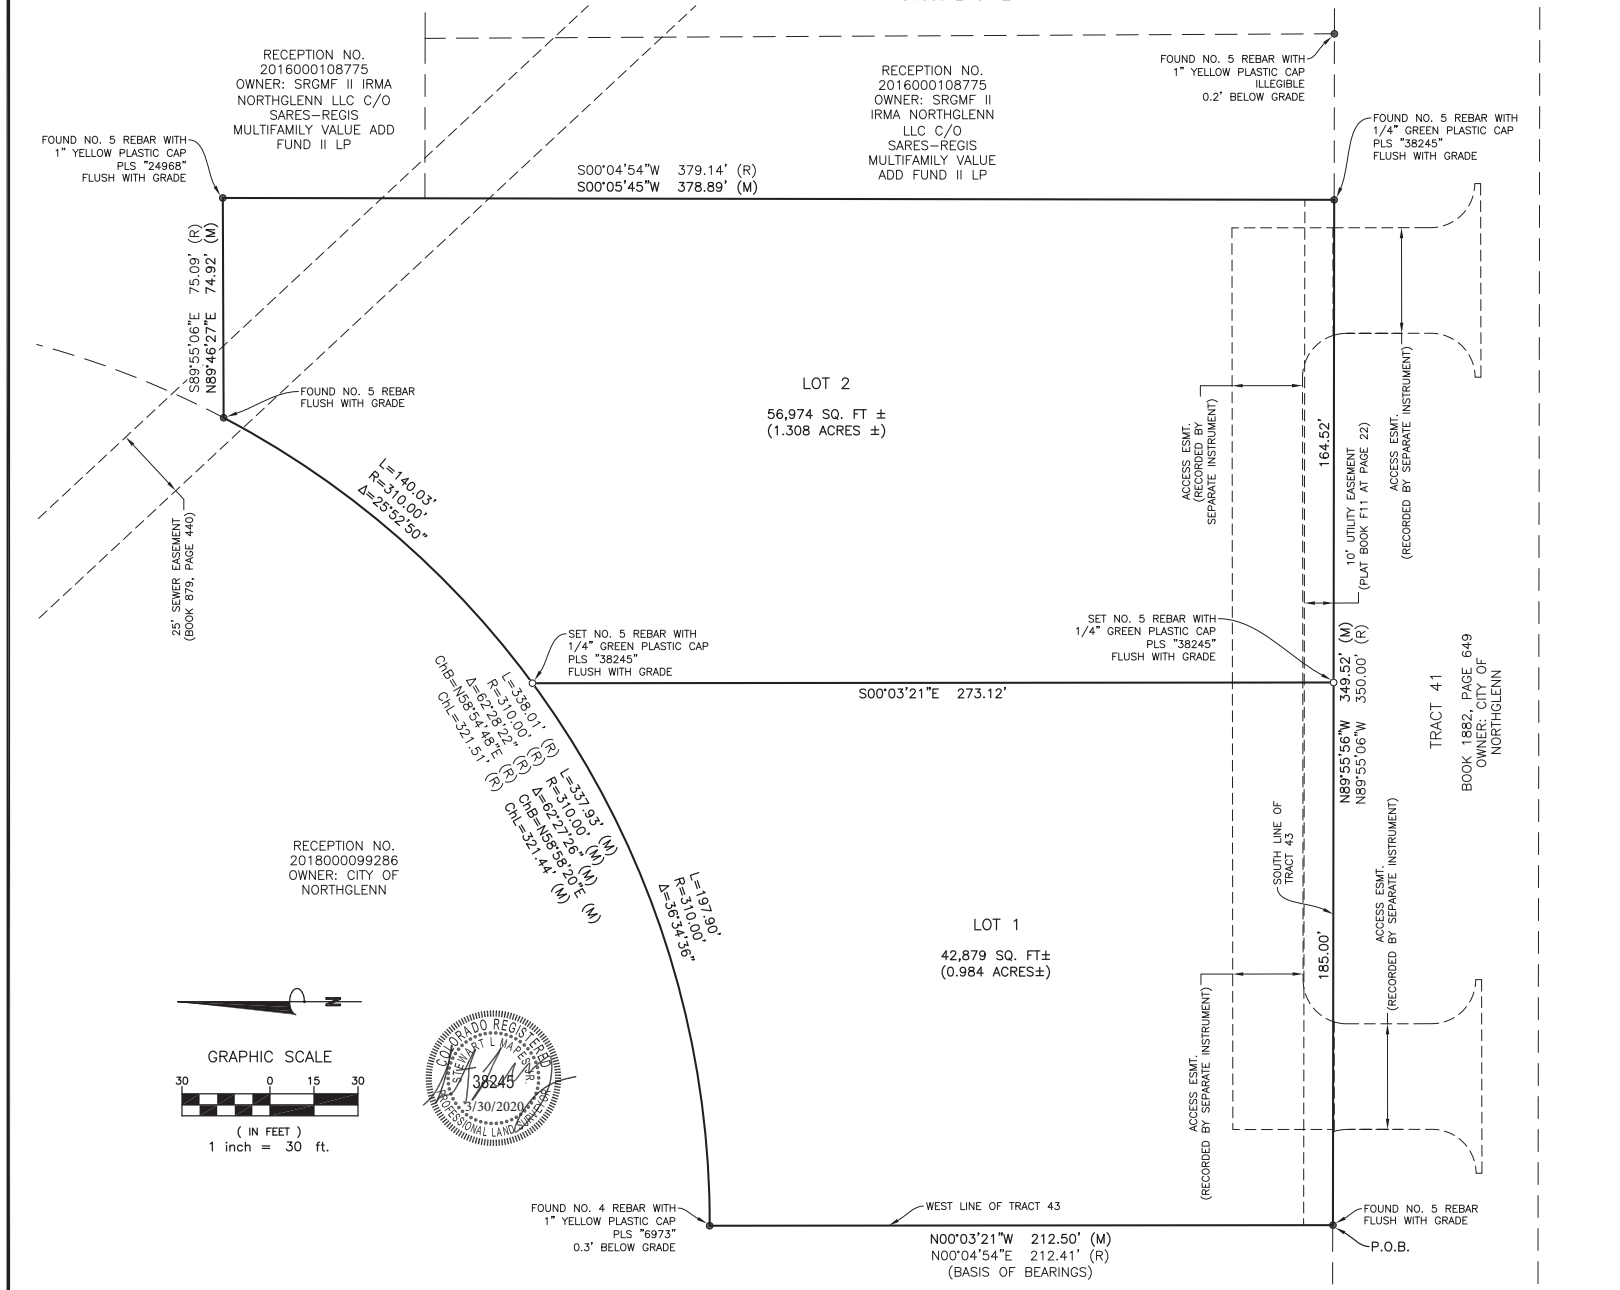 RECEPTION NO.
2016000108775
OWNER: SRGMF II IRMA
NORTHGLENN LLC C/O
SARES-REGIS
MULTIFAMILY VALUE ADD
FUND II LP
RECEPTION NO.
2016000108775
OWNER: SRGMF II
IRMA NORTHGLENN
LLC C/O
SARES-REGIS
MULTIFAMILY VALUE
ADD FUND II LP
FOUND NO. 5 REBAR WITH
1" YELLOW PLASTIC CAP
ILLEGIBLE
0.2' BELOW GRADE
FOUND NO. 5 REBAR WITH
1/4" GREEN PLASTIC CAP
PLS "38245"
FLUSH WITH GRADE
FOUND NO. 5 REBAR WITH
1" YELLOW PLASTIC CAP
PLS "24968"
FLUSH WITH GRADE
S00°04'54"W 379.14' (R)
S00°05'45"W 378.89' (M)
S89°55'06"E 75.09' (R)
N89°46'27"E 74.92' (M)
FOUND NO. 5 REBAR
FLUSH WITH GRADE
LOT 2
56,974 SQ. FT ±
(1.308 ACRES ±)
L=140.03'
R=310.00'
Δ=25°52'50"
25' SEWER EASEMENT
(BOOK 879, PAGE 440)
ACCESS ESMT.
(RECORDED BY
SEPARATE INSTRUMENT)
164.52'
10' UTILITY EASEMENT
(PLAT BOOK F11 AT PAGE 22)
ACCESS ESMT.
(RECORDED BY SEPARATE INSTRUMENT)
SET NO. 5 REBAR WITH
1/4" GREEN PLASTIC CAP
PLS "38245"
FLUSH WITH GRADE
SET NO. 5 REBAR WITH
1/4" GREEN PLASTIC CAP
PLS "38245"
FLUSH WITH GRADE
S00°03'21"E 273.12'
N89°55'56"W 349.52' (M)
N89°55'06"W 350.00' (R)
TRACT 41
BOOK 1882, PAGE 649
OWNER: CITY OF
NORTHGLENN
L=338.01' (R)
R=310.00' (R)
Δ=62°28'22" (R)
ChB=N58°54'48"E (R)
ChL=321.51' (R)
L=337.93' (M)
R=310.00' (M)
Δ=62°27'26" (M)
ChB=N58°58'20"E (M)
ChL=321.44' (M)
L=197.90'
R=310.00'
Δ=36°34'36"
RECEPTION NO.
2018000099286
OWNER: CITY OF
NORTHGLENN
SOUTH LINE OF
TRACT 43
LOT 1
42,879 SQ. FT±
(0.984 ACRES±)
185.00'
ACCESS ESMT.
(RECORDED BY SEPARATE INSTRUMENT)
ACCESS ESMT.
(RECORDED BY SEPARATE INSTRUMENT)
N
GRAPHIC SCALE
30 0 15 30
( IN FEET )
1 inch = 30 ft.
COLORADO REGISTERED
STEWART L MAPES JR.
38245
3/30/2020
PROFESSIONAL LAND SURVEYOR
FOUND NO. 4 REBAR WITH
1" YELLOW PLASTIC CAP
PLS "6973"
0.3' BELOW GRADE
WEST LINE OF TRACT 43
FOUND NO. 5 REBAR
FLUSH WITH GRADE
P.O.B.
N00°03'21"W 212.50' (M)
N00°04'54"E 212.41' (R)
(BASIS OF BEARINGS)